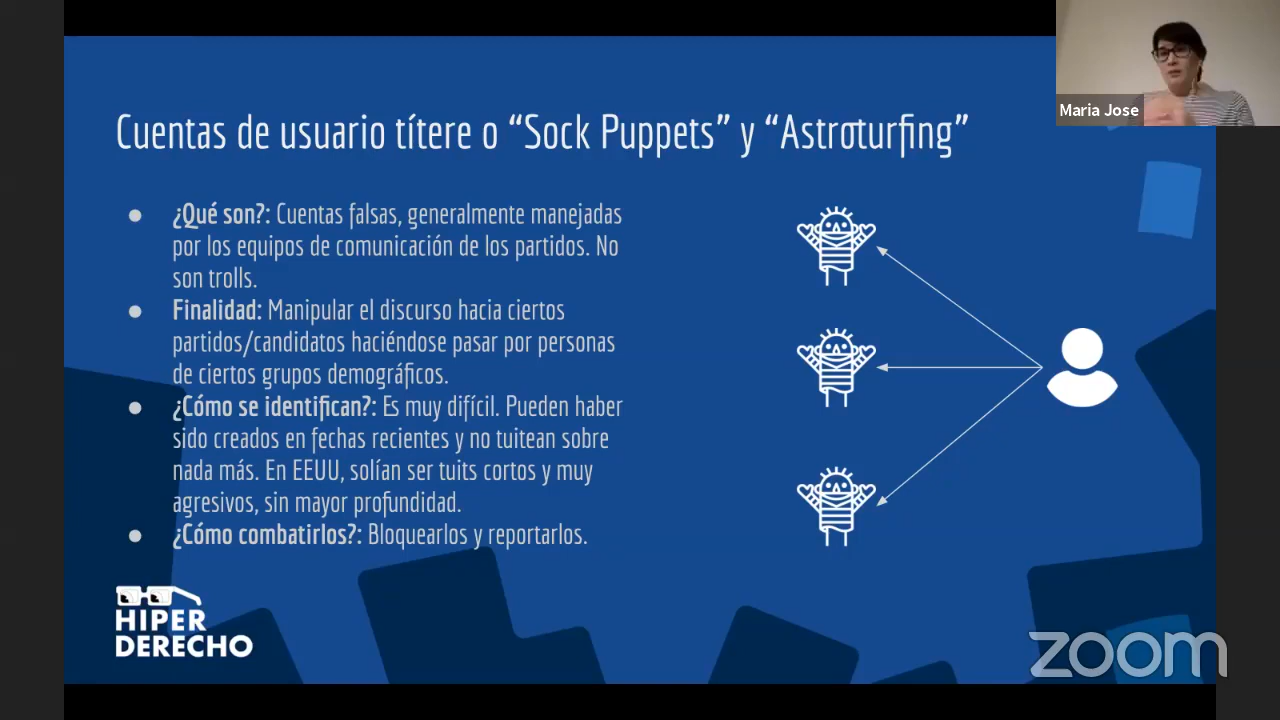 Maria Jose
Cuentas de usuario títere o “Sock Puppets” y “Astroturfing”
● ¿Qué son?: Cuentas falsas, generalmente manejadas
por los equipos de comunicación de los partidos. No
son trolls.
● Finalidad: Manipular el discurso hacia ciertos
partidos/candidatos haciéndose pasar por personas
de ciertos grupos demográficos.
● ¿Cómo se identifican?: Es muy difícil. Pueden haber
sido creados en fechas recientes y no tuitean sobre
nada más. En EEUU, solían ser tuits cortos y muy
agresivos, sin mayor profundidad.
● ¿Cómo combatirlos?: Bloquearlos y reportarlos.
HIPER
DERECHO
zoom